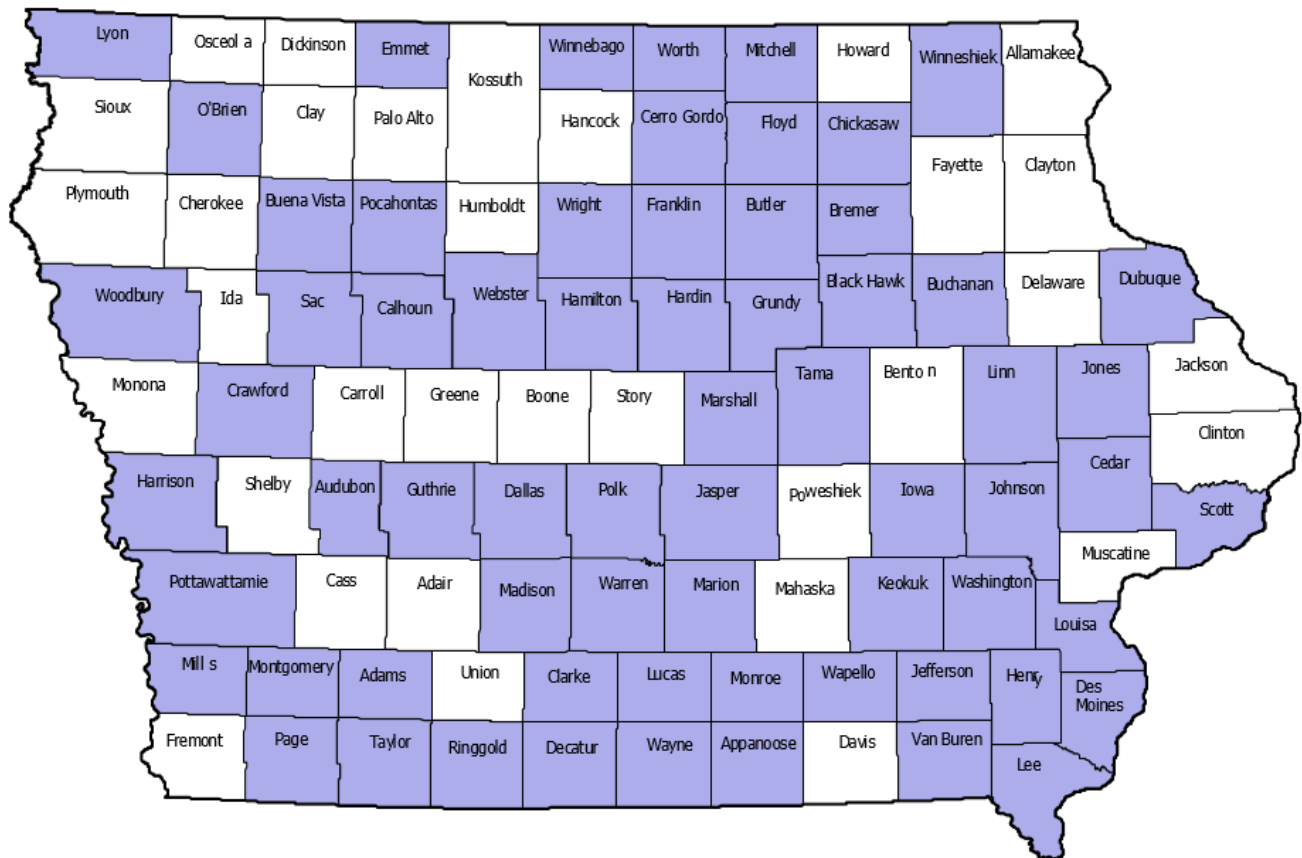 Lyon
Osceol a
Dickinson
Emmet
Kossuth
Winnebago
Worth
Mitchell
Howard
Winneshiek
Allamakee
Sioux
O'Brien
Clay
Palo Alto
Hancock
Cerro Gordo
Floyd
Chickasaw
Fayette
Clayton
Plymouth
Cherokee
Buena Vista
Pocahontas
Humboldt
Wright
Franklin
Butler
Bremer
Woodbury
Ida
Sac
Calhoun
Webster
Hamilton
Hardin
Grundy
Black Hawk
Buchanan
Delaware
Dubuque
Monona
Crawford
Carroll
Greene
Boone
Story
Marshall
Tama
Bento n
Linn
Jones
Jackson
Clinton
Harrison
Shelby
Audubon
Guthrie
Dallas
Polk
Jasper
Poweshiek
Iowa
Johnson
Cedar
Scott
Muscatine
Pottawattamie
Cass
Adair
Madison
Warren
Marion
Mahaska
Keokuk
Washington
Louisa
Mill s
Montgomery
Adams
Union
Clarke
Lucas
Monroe
Wapello
Jefferson
Henry
Des
Moines
Fremont
Page
Taylor
Ringgold
Decatur
Wayne
Appanoose
Davis
Van Buren
Lee